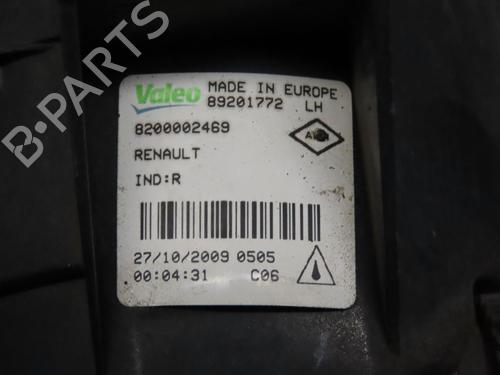 Valeo MADE IN EUROPE
89201772 LH
8200002469
RENAULT
IND:R
27/10/2009 0505
00:04:31 C06
B-PARTS